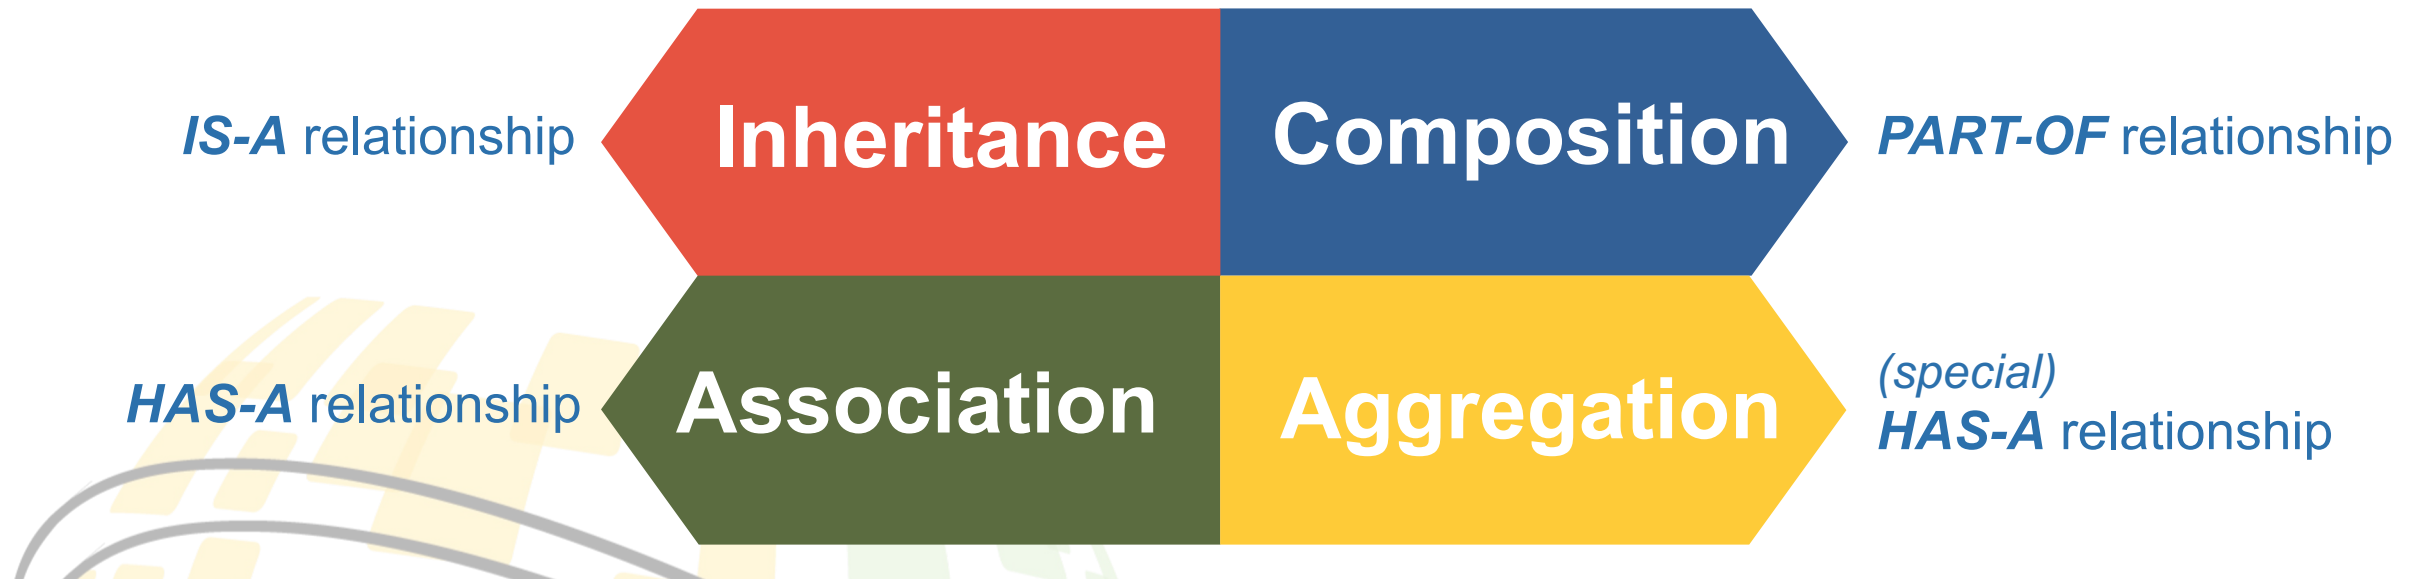 IS-A relationship
Inheritance
Composition
PART-OF relationship
HAS-A relationship
Association
Aggregation
(special)
HAS-A relationship